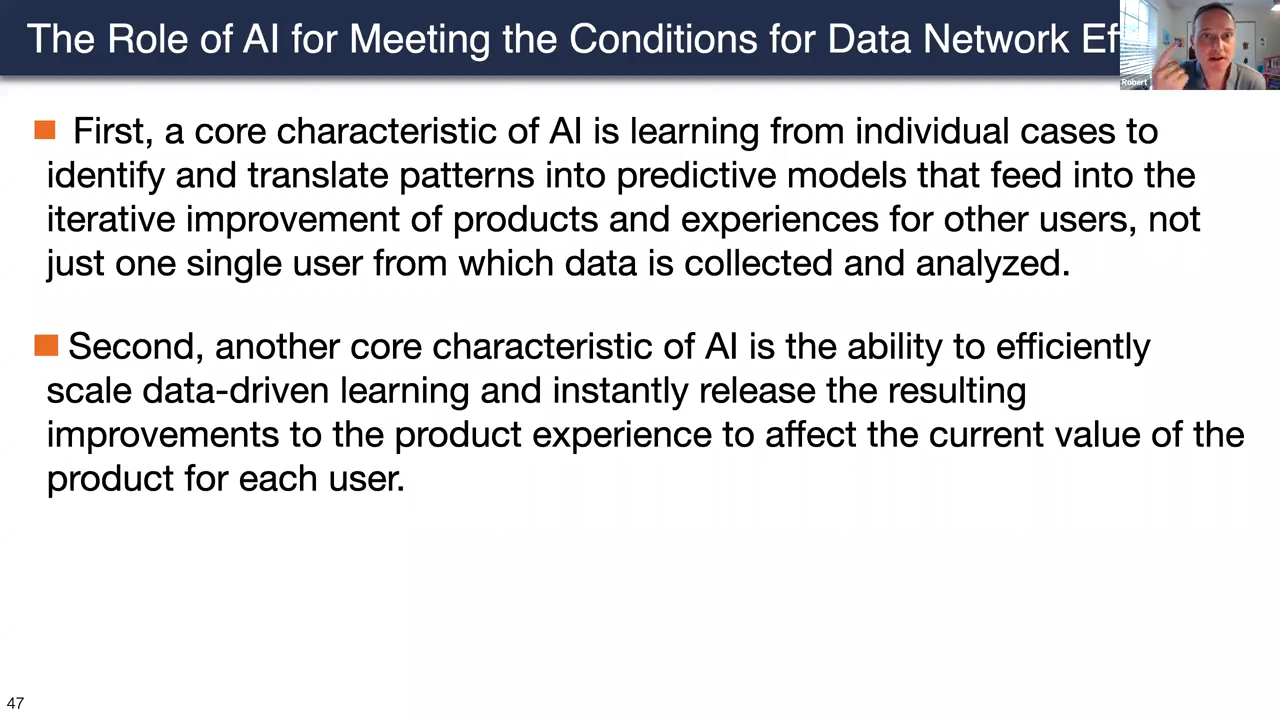 The Role of AI for Meeting the Conditions for Data Network Ef
Robert
First, a core characteristic of AI is learning from individual cases to
identify and translate patterns into predictive models that feed into the
iterative improvement of products and experiences for other users, not
just one single user from which data is collected and analyzed.
Second, another core characteristic of AI is the ability to efficiently
scale data-driven learning and instantly release the resulting
improvements to the product experience to affect the current value of the
product for each user.
47